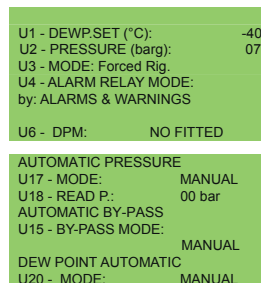 U1 - DEWP.SET (°C): -40
U2 - PRESSURE (barg): 07
U3 - MODE: Forced Rig.
U4 - ALARM RELAY MODE:
by: ALARMS & WARNINGS
U6 - DPM: NO FITTED
AUTOMATIC PRESSURE
U17 - MODE: MANUAL
U18 - READ P.: 00 bar
AUTOMATIC BY-PASS
U15 - BY-PASS MODE:
MANUAL
DEW POINT AUTOMATIC
U20 - MODE: MANUAL